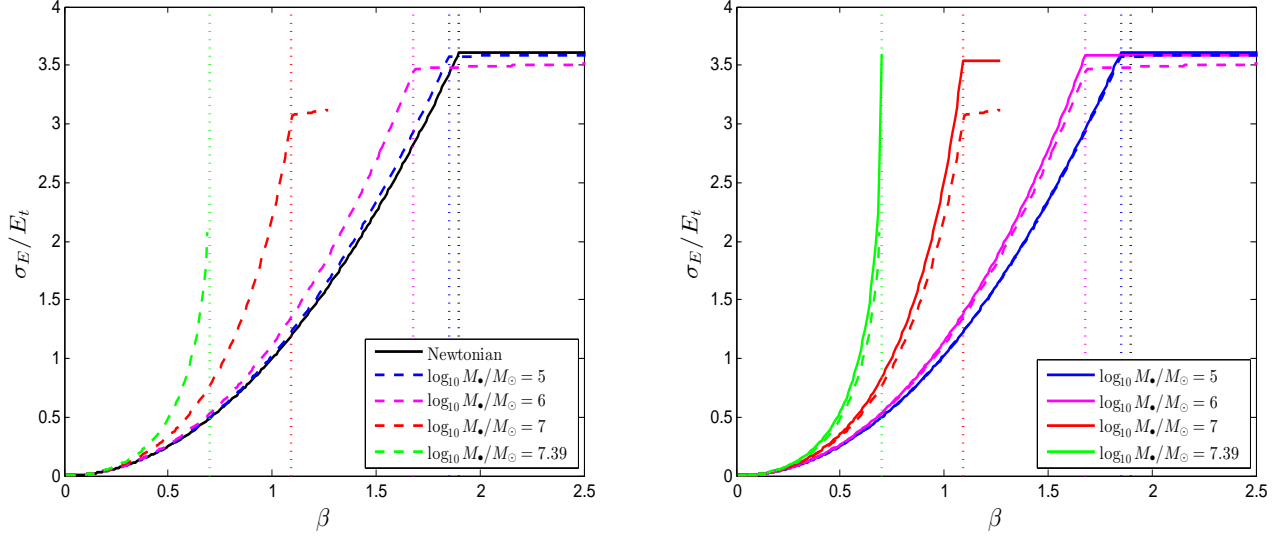 4
3.5
3
2.5
2
1.5
1
0.5
0
σ_E/E_t
0 0.5 1 1.5 2 2.5
β
Newtonian
log₁₀ M•/M⊙ = 5
log₁₀ M•/M⊙ = 6
log₁₀ M•/M⊙ = 7
log₁₀ M•/M⊙ = 7.39
4
3.5
3
2.5
2
1.5
1
0.5
0
σ_E/E_t
0 0.5 1 1.5 2 2.5
β
log₁₀ M•/M⊙ = 5
log₁₀ M•/M⊙ = 6
log₁₀ M•/M⊙ = 7
log₁₀ M•/M⊙ = 7.39